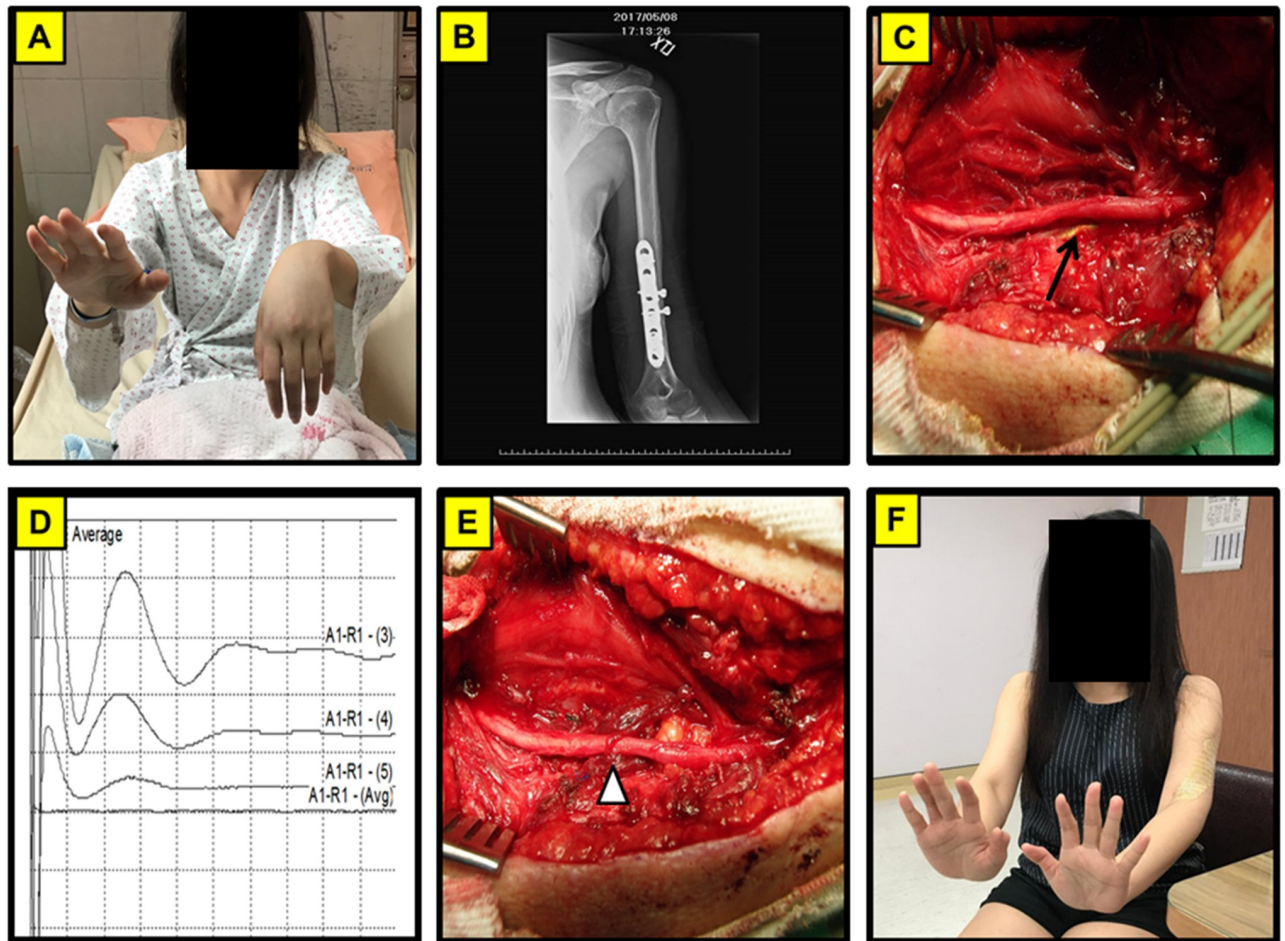 A
B
2017/05/08
17:13:26
C
D
Average
A1-R1 - (3)
A1-R1 - (4)
A1-R1 - (5)
A1-R1 - (Avg)
E
F